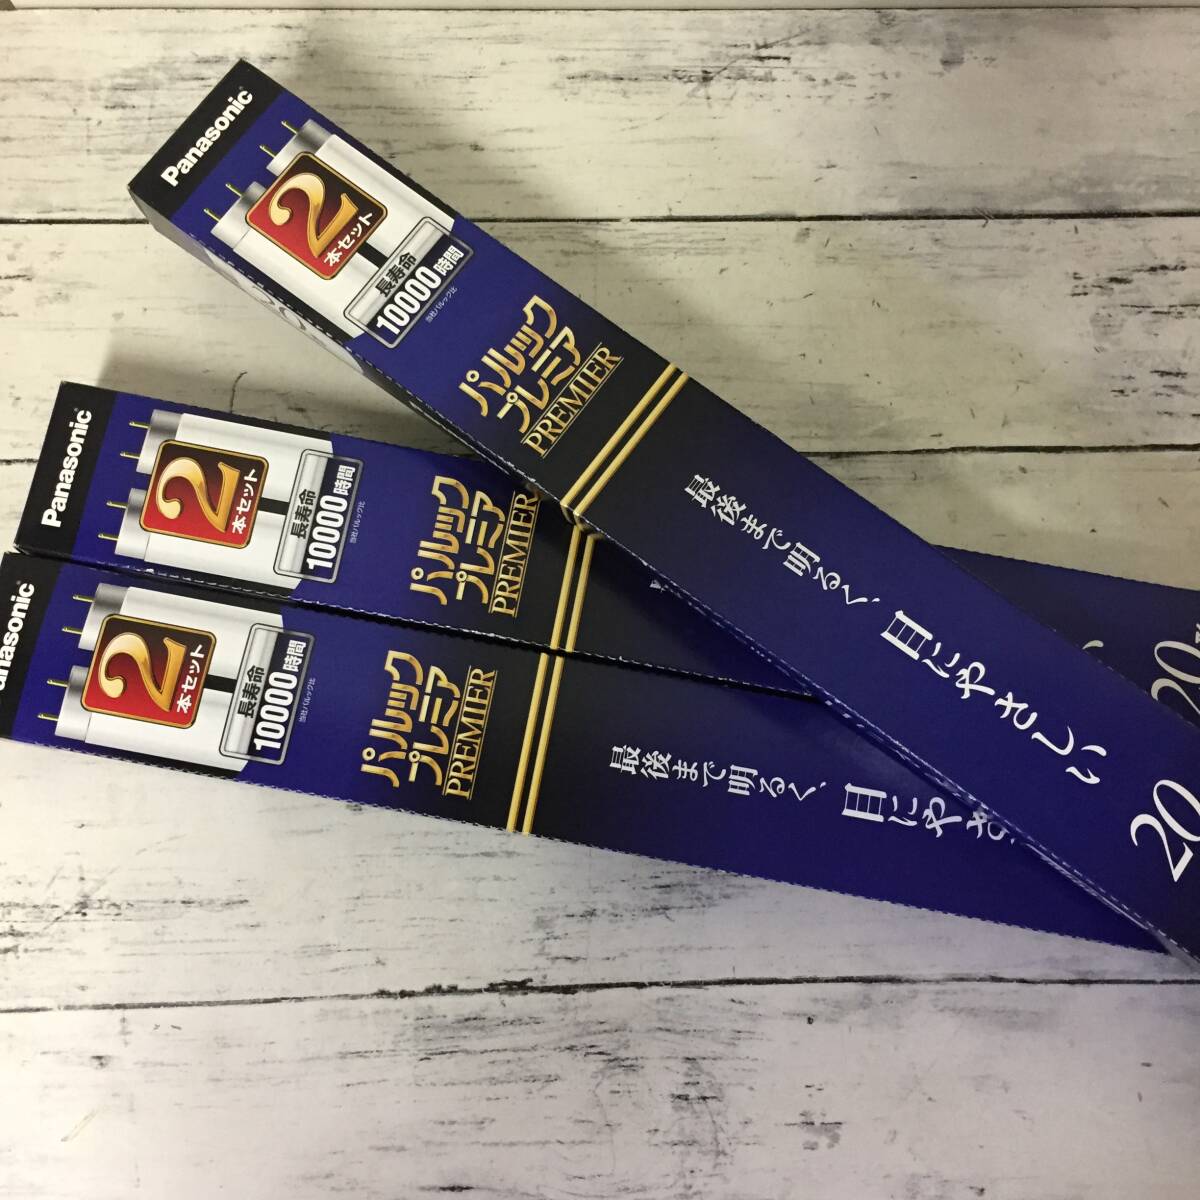 Panasonic
2
本セット
長寿命
10000時間
当社パルック比
パルック
プレミア
PREMIER
最後まで明るく、目にやさしい
20
Panasonic
2
本セット
長寿命
10000時間
当社パルック比
パルック
プレミア
PREMIER
20
Panasonic
2
本セット
長寿命
10000時間
当社パルック比
パルック
プレミア
PREMIER
最後まで明るく、目にやさ